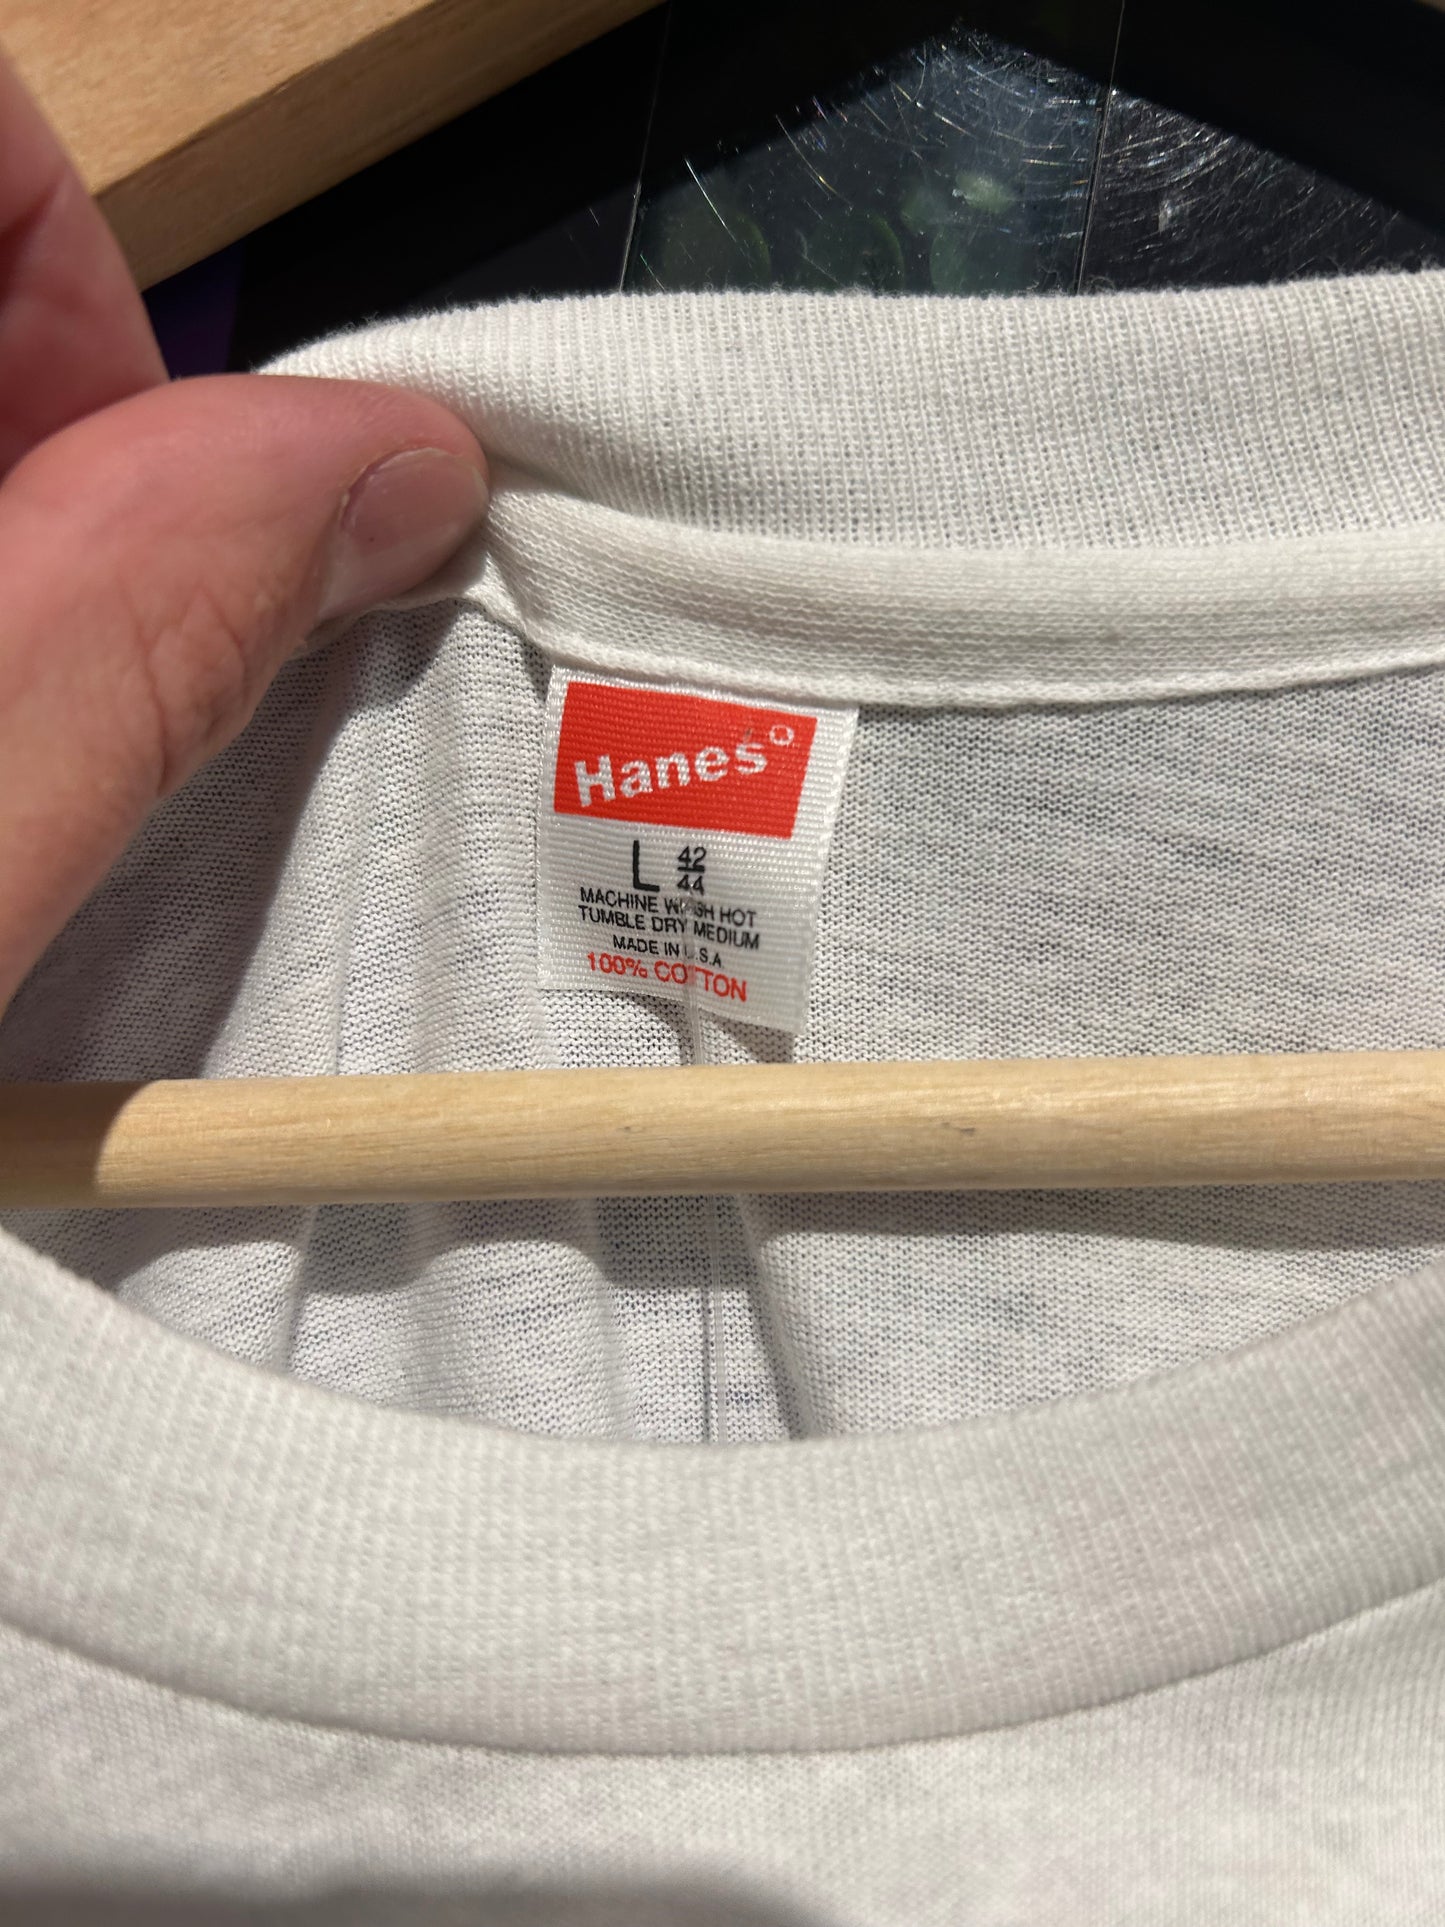 Hanes
L 42
44
MACHINE WASH HOT
TUMBLE DRY MEDIUM
MADE IN U.S.A
100% COTTON